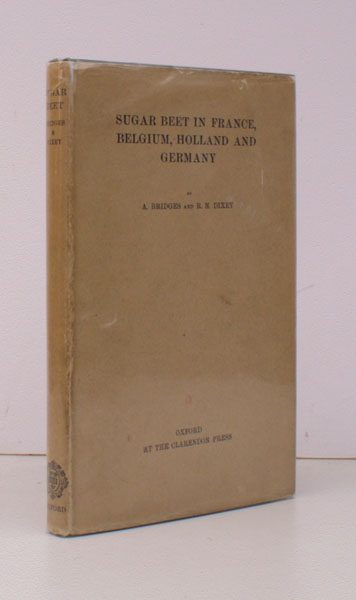 SUGAR BEET IN FRANCE,
BELGIUM, HOLLAND AND
GERMANY
BY
A. BRIDGES AND R. N. DIXEY
OXFORD
AT THE CLARENDON PRESS
SUGAR
BEET
BRIDGES
&
DIXEY
OXFORD